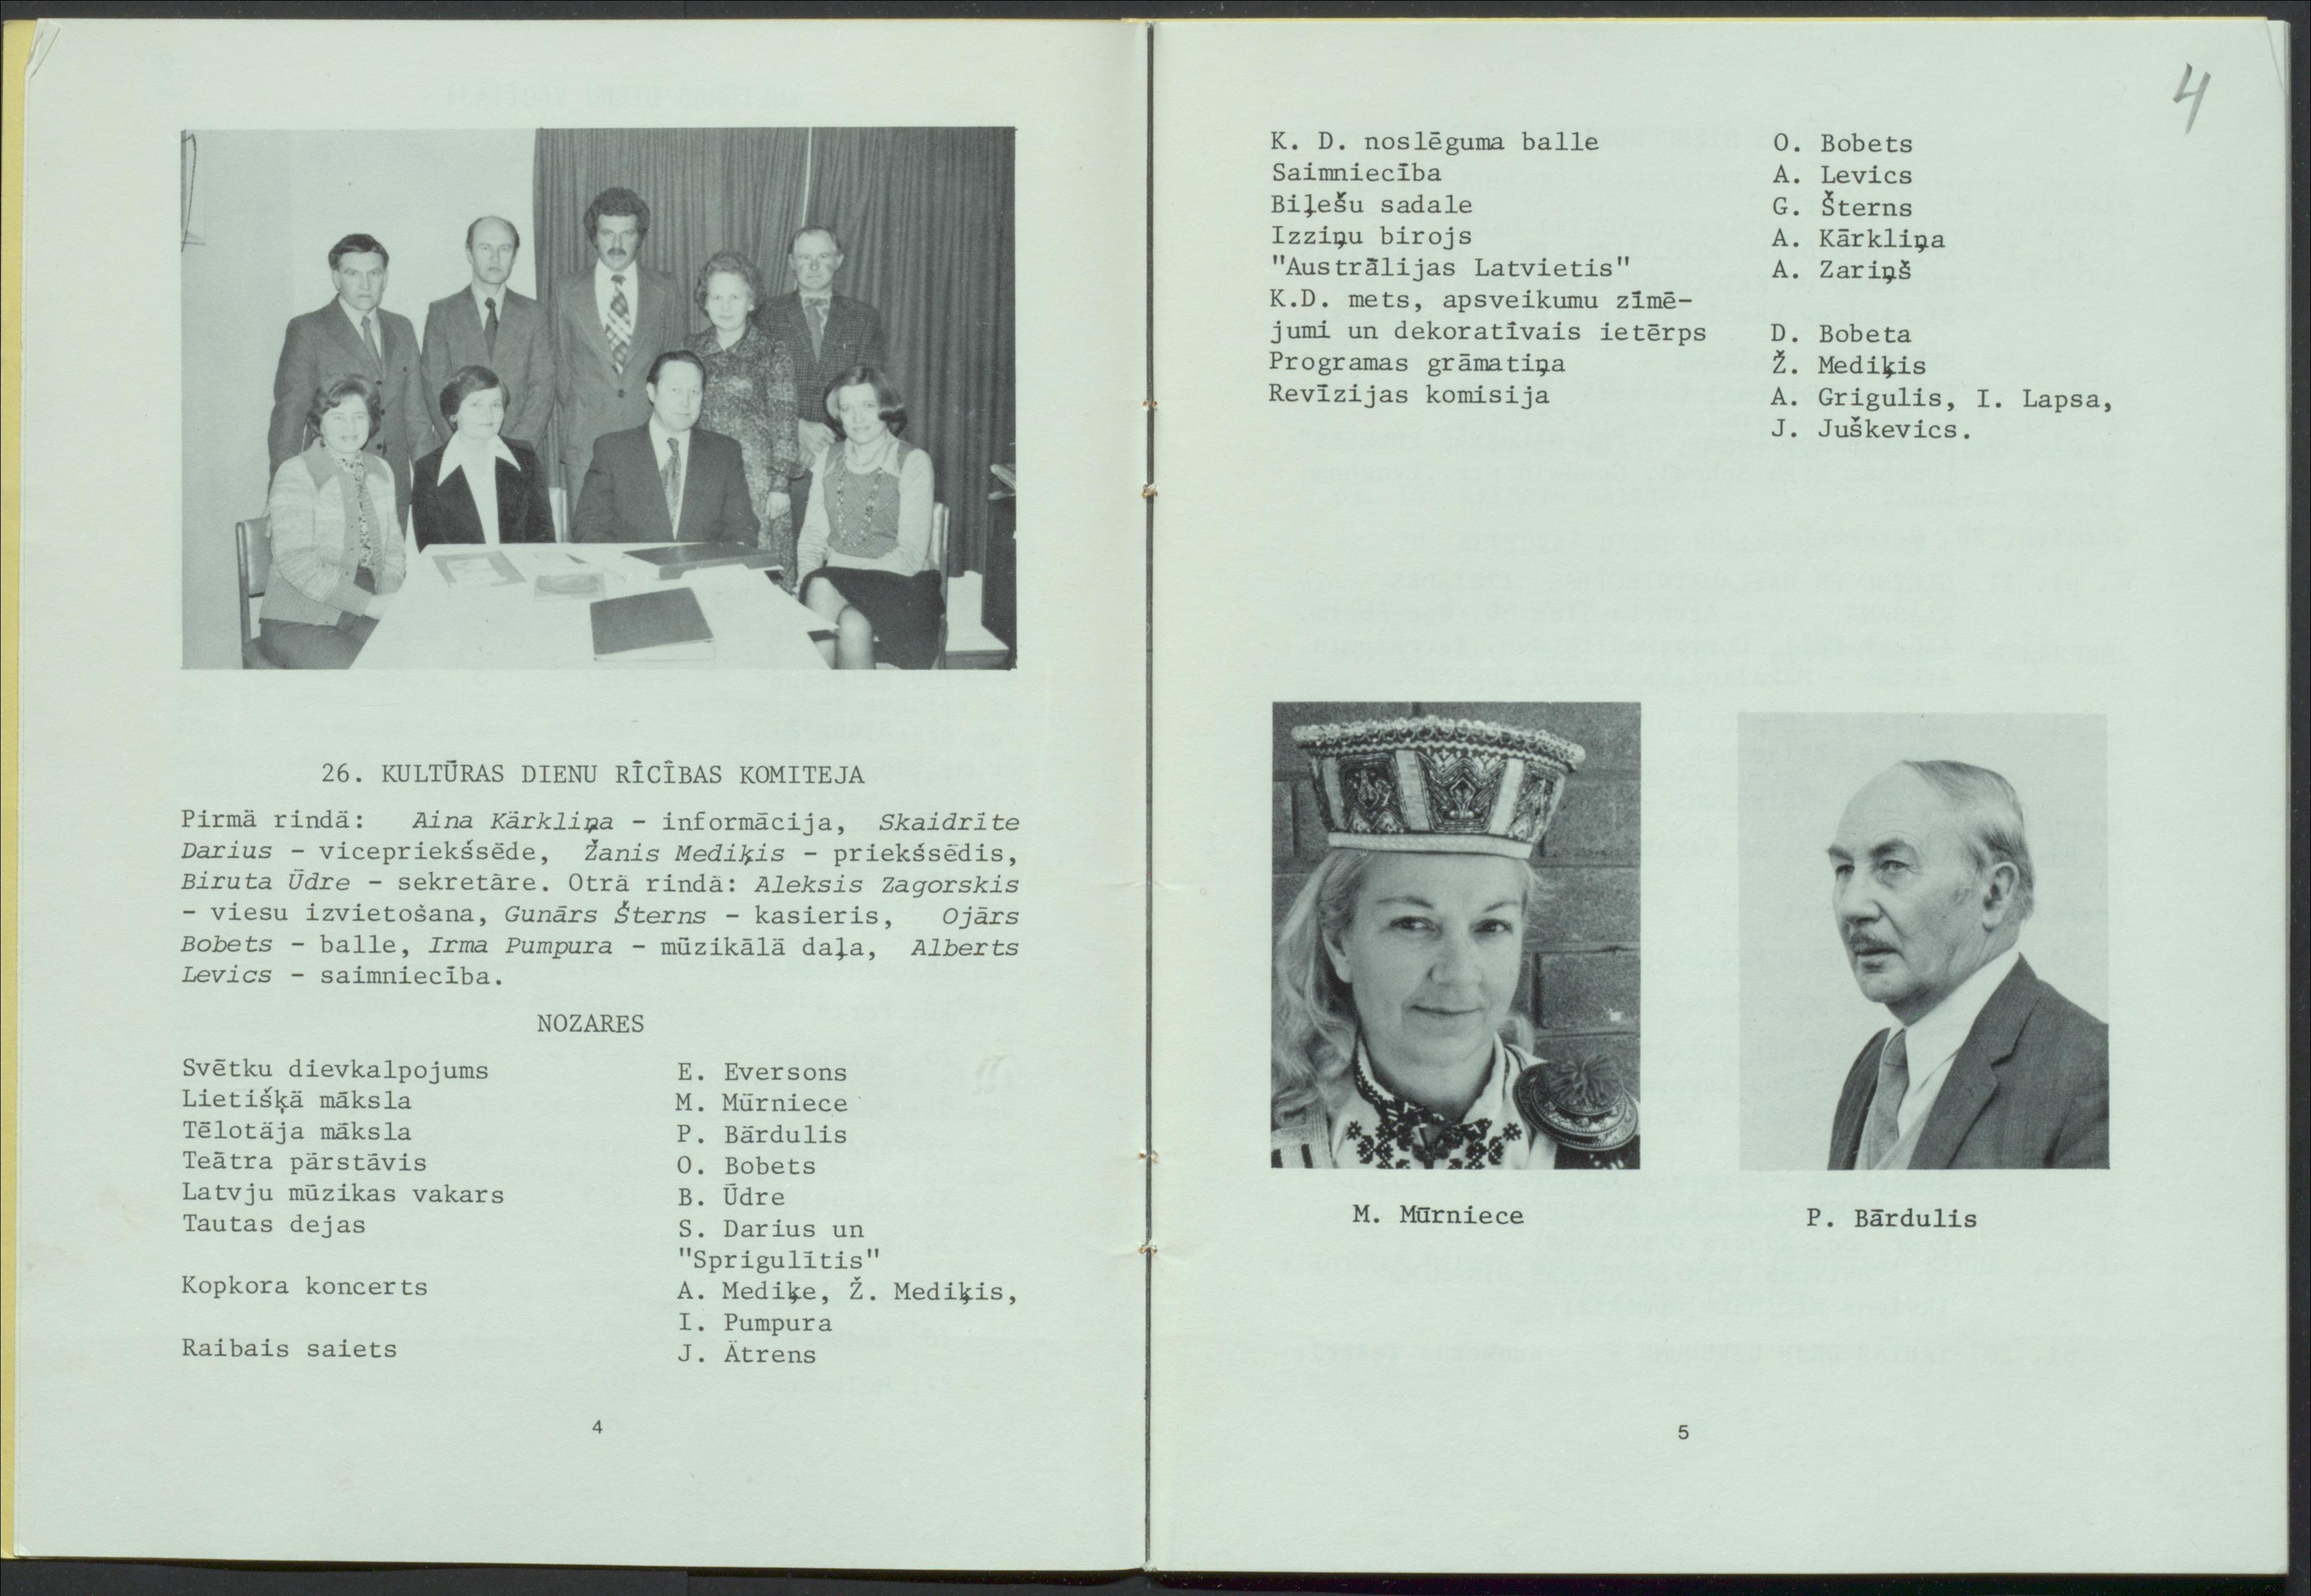 26. KULTŪRAS DIENU RĪCĪBAS KOMITEJA
Pirmā rindā: Aina Kārkliņa - informācija, Skaidrīte
Darius - viceprieksšēde, Žanis Mediķis - prieksšēdis,
Biruta Ūdre - sekretāre. Otrā rindā: Aleksis Zagorskis
- viesu izvietošana, Gunārs Šterns - kasieris, Ojārs
Bobets - balle, Irma Pumpura - mūzikālā daļa, Alberts
Levics - saimniecība.
NOZARES
Svētku dievkalpojums E. Eversons
Lietišķā māksla M. Mūrniece
Tēlotāja māksla P. Bārdulis
Teātra pārstāvis O. Bobets
Latvju mūzikas vakars B. Ūdre
Tautas dejas S. Darius un
"Sprigulītis"
Kopkora koncerts A. Mediķe, Ž. Mediķis,
I. Pumpura
Raibais saiets J. Ātrens
4
4
K. D. noslēguma balle O. Bobets
Saimniecība A. Levics
Biļešu sadale G. Šterns
Izziņu birojs A. Kārkliņa
"Austrālijas Latvietis" A. Zariņš
K.D. mets, apsveikumu zīmē-
jumi un dekoratīvais ietērps D. Bobeta
Programas grāmatiņa Ž. Mediķis
Revīzijas komisija A. Grigulis, I. Lapsa,
J. Juškevics.
M. Mūrniece P. Bārdulis
5